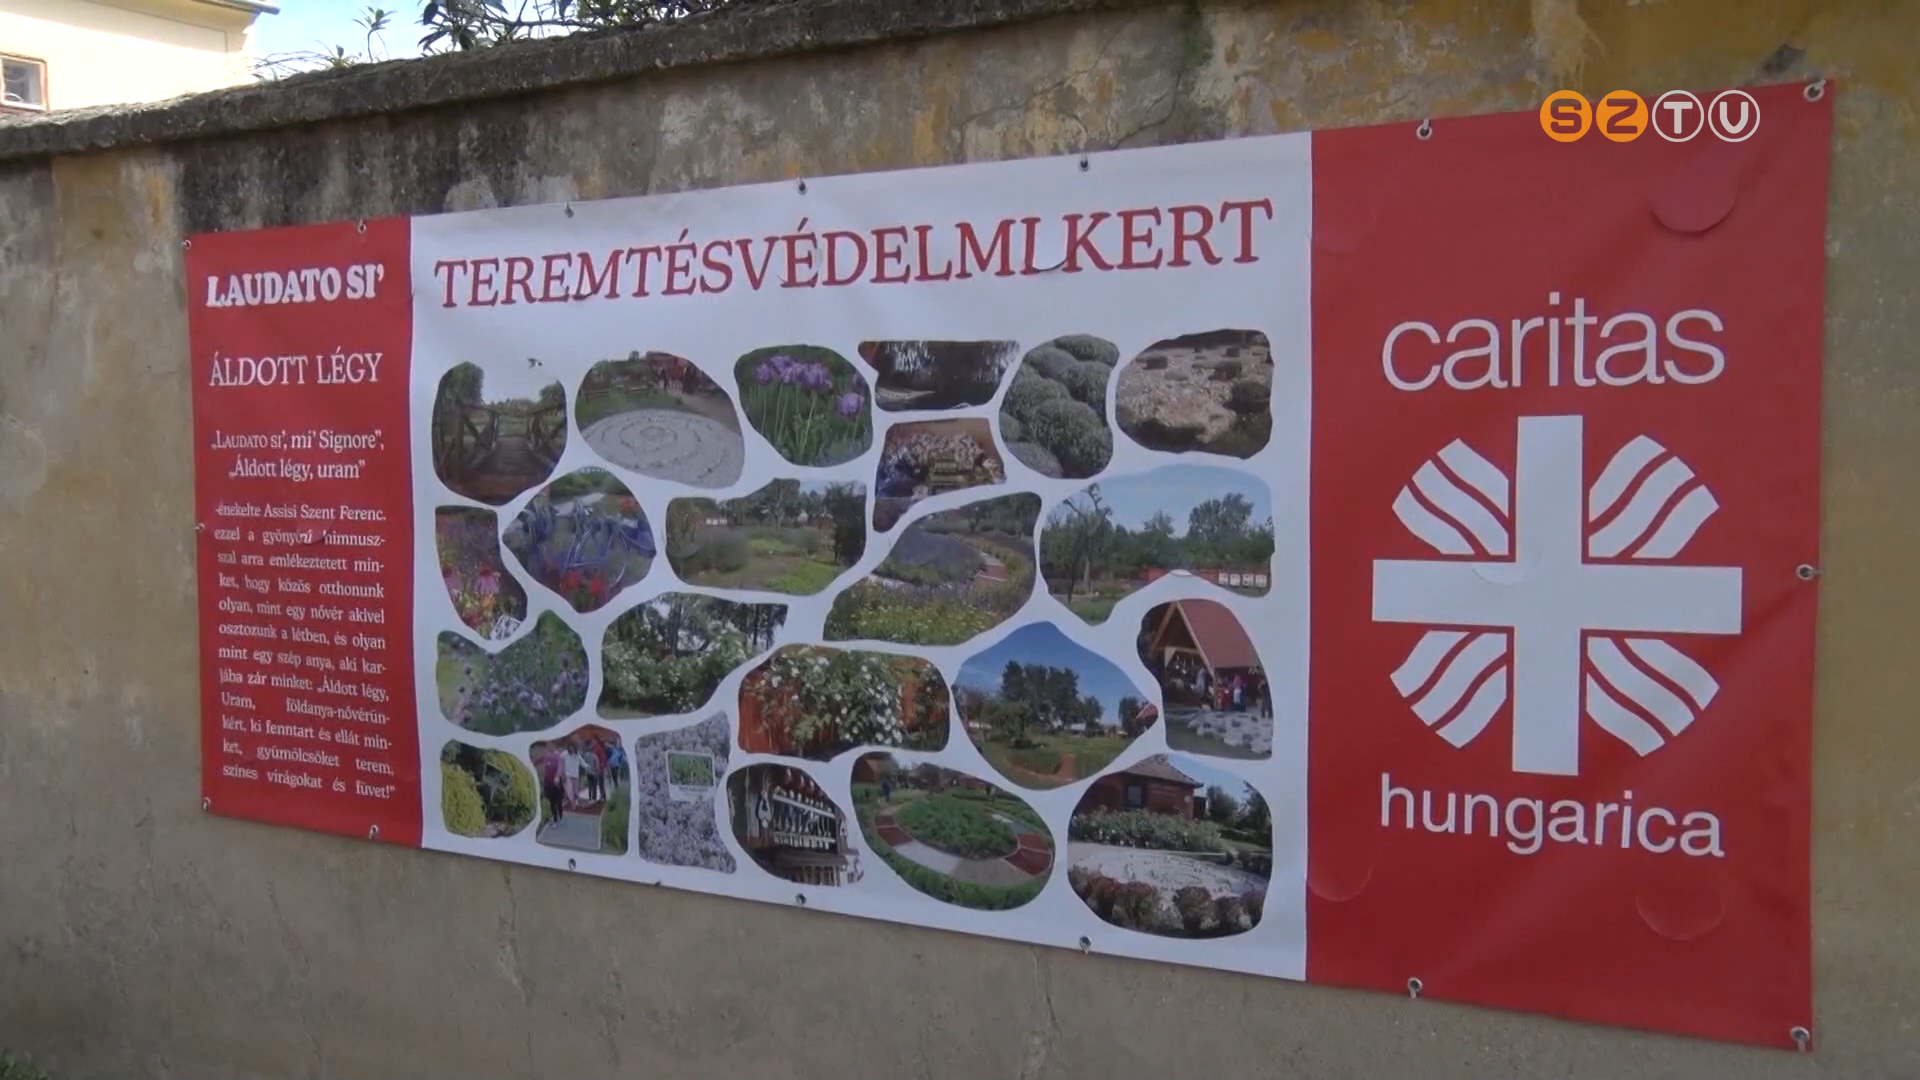 SZTV
LAUDATO SI’
ÁLDOTT LÉGY
„LAUDATO SI’, mi’ Signore”,
„Áldott légy, uram”
-énekelte Assisi Szent Ferenc.
ezzel a gyönyörű himnusz-
szal arra emlékeztetett min-
ket, hogy közös otthonunk
olyan, mint egy nővér akivel
osztozunk a létben, és olyan
mint egy szép anya, aki kar-
jába zár minket: „Áldott légy,
Uram, földanya-nővérün-
kért, ki fenntart és ellát min-
ket, gyümölcsöket terem,
színes virágokat és füvet!”
TEREMTÉSVÉDELMI KERT
caritas
hungarica